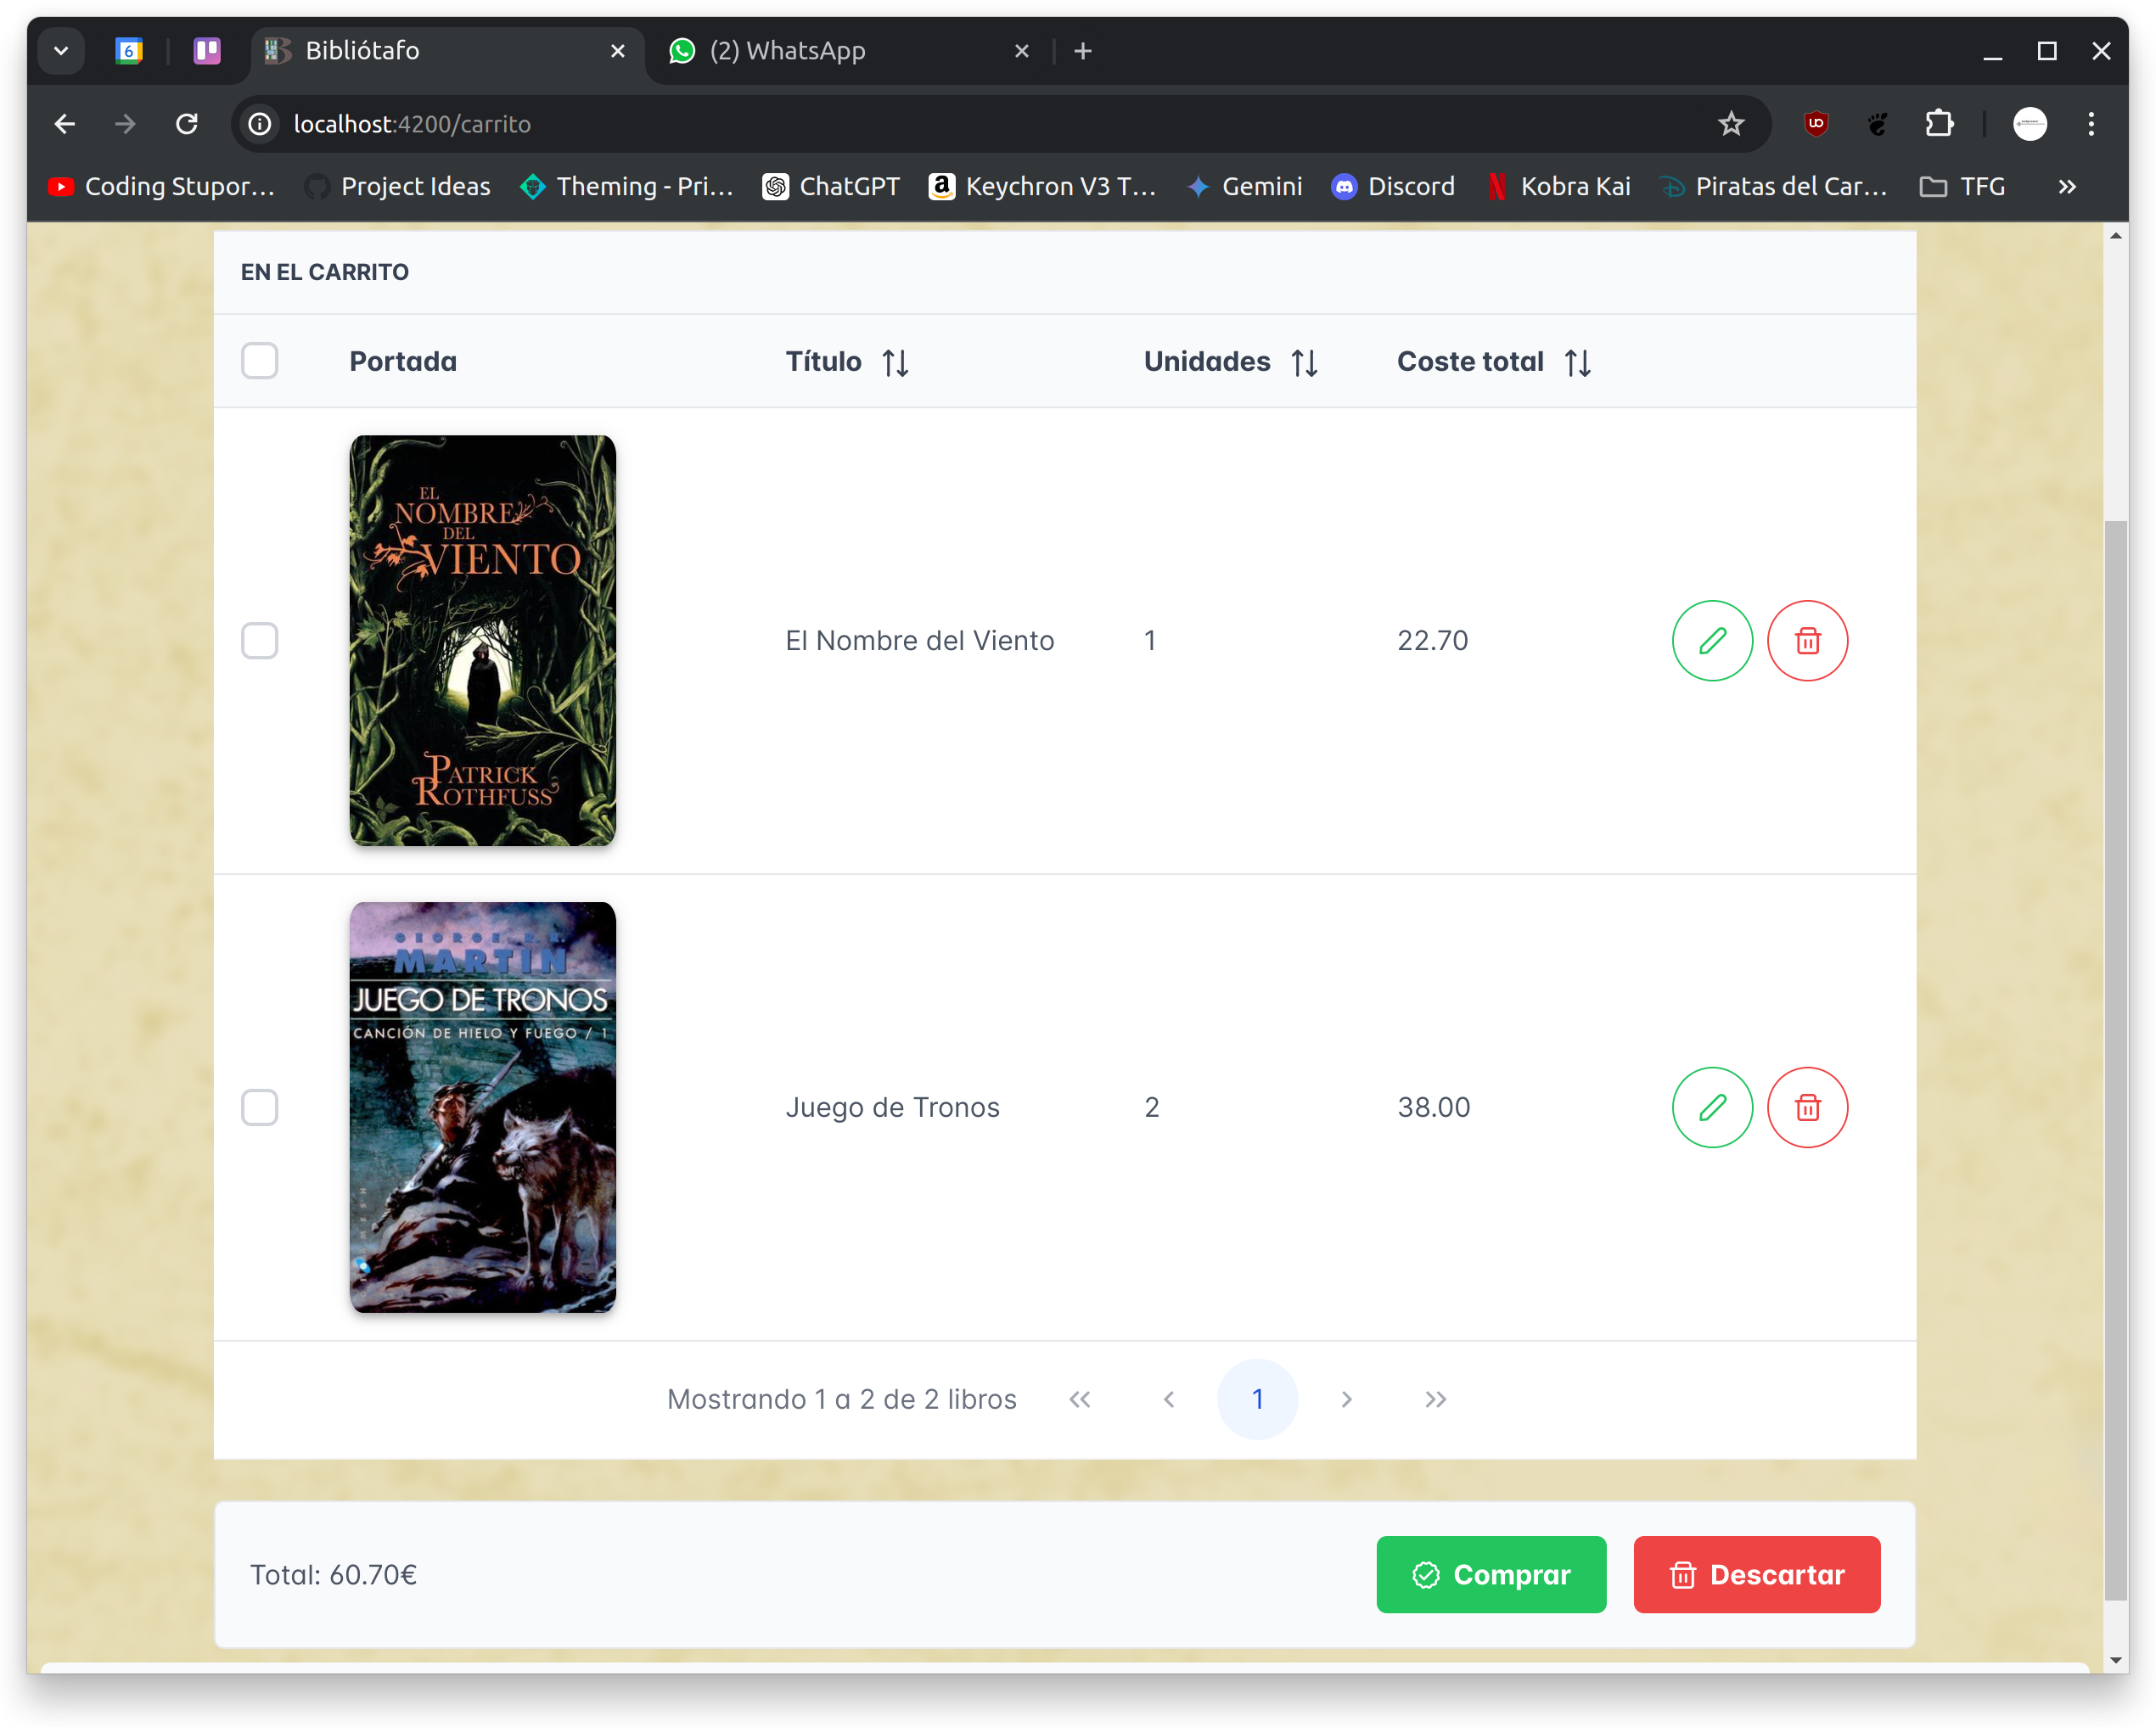 6
Bibliótafo
(2) WhatsApp
localhost:4200/carrito
Coding Stupor...
Project Ideas
Theming - Pri...
ChatGPT
Keychron V3 T...
Gemini
Discord
Kobra Kai
Piratas del Car...
TFG
EN EL CARRITO
Portada
Título
Unidades
Coste total
EL
NOMBRE
DEL
VIENTO
PATRICK
ROTHFUSS
El Nombre del Viento
1
22.70
GEORGE R.R.
MARTIN
JUEGO DE TRONOS
CANCIÓN DE HIELO Y FUEGO / 1
Juego de Tronos
2
38.00
Mostrando 1 a 2 de 2 libros
1
Total: 60.70€
Comprar
Descartar